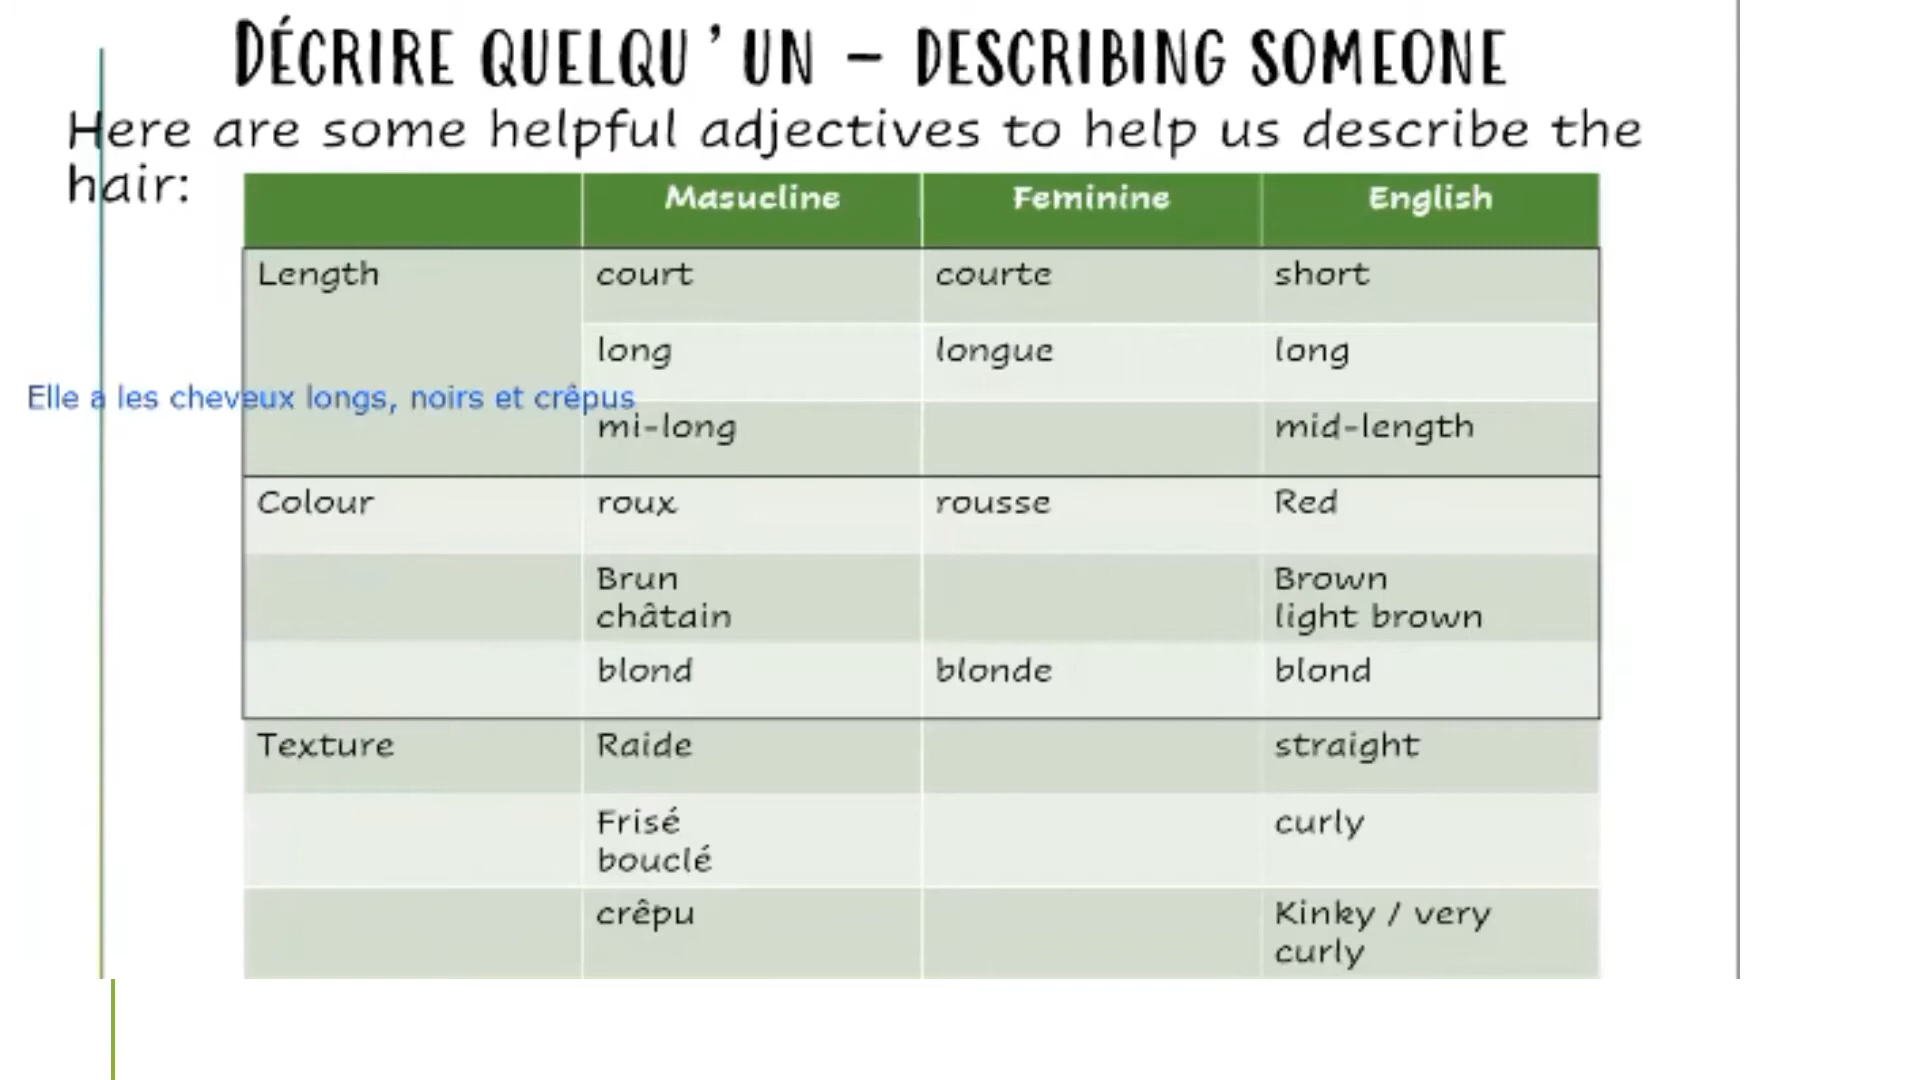 DÉCRIRE QUELQU'UN – DESCRIBING SOMEONE
Here are some helpful adjectives to help us describe the
hair:
Masucline Feminine English
Length court courte short
long longue long
Elle a les cheveux longs, noirs et crêpus
mi-long mid-length
Colour roux rousse Red
Brun Brown
châtain light brown
blond blonde blond
Texture Raide straight
Frisé curly
bouclé
crêpu Kinky / very
curly